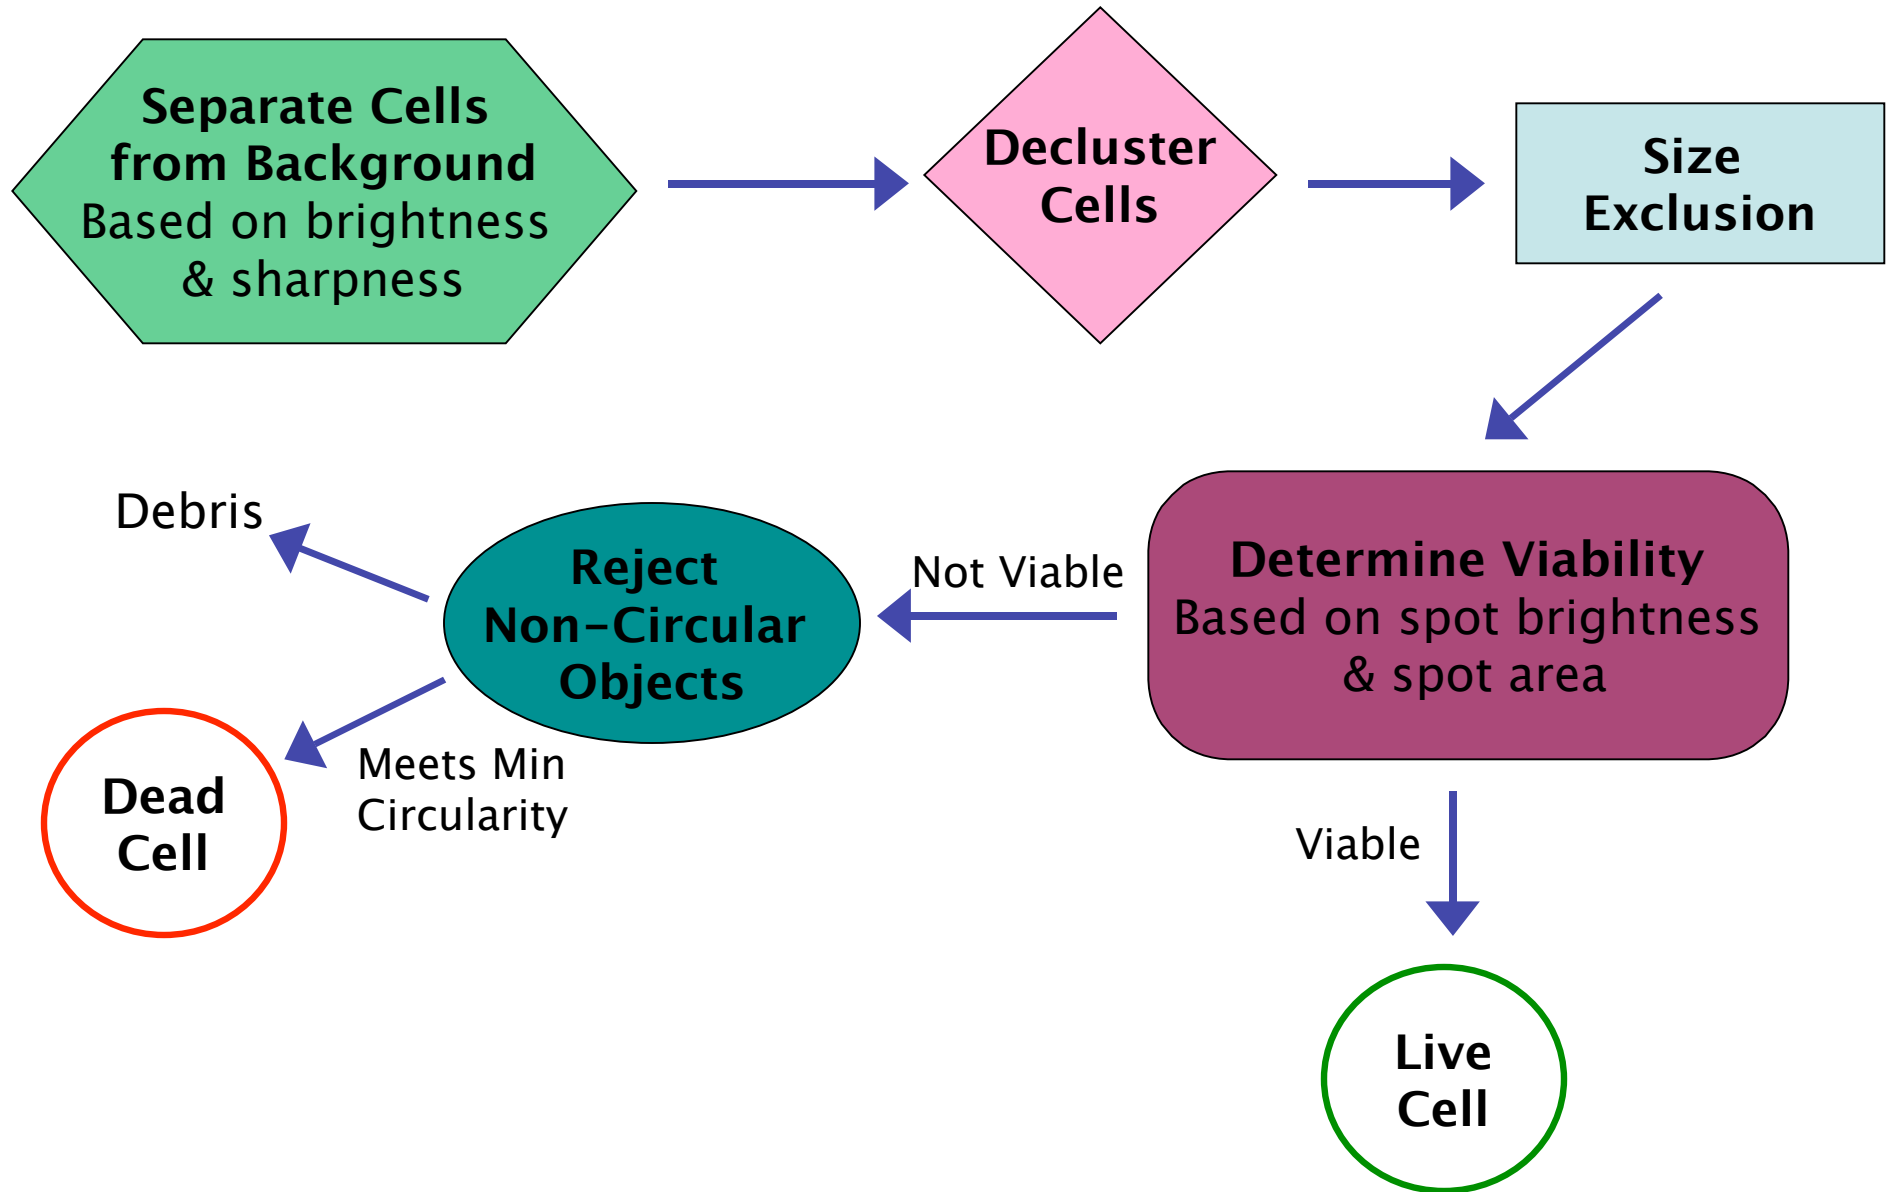 Separate Cells
from Background
Based on brightness
& sharpness
Decluster
Cells
Size
Exclusion
Determine Viability
Based on spot brightness
& spot area
Not Viable
Reject
Non-Circular
Objects
Debris
Meets Min
Circularity
Dead
Cell
Viable
Live
Cell